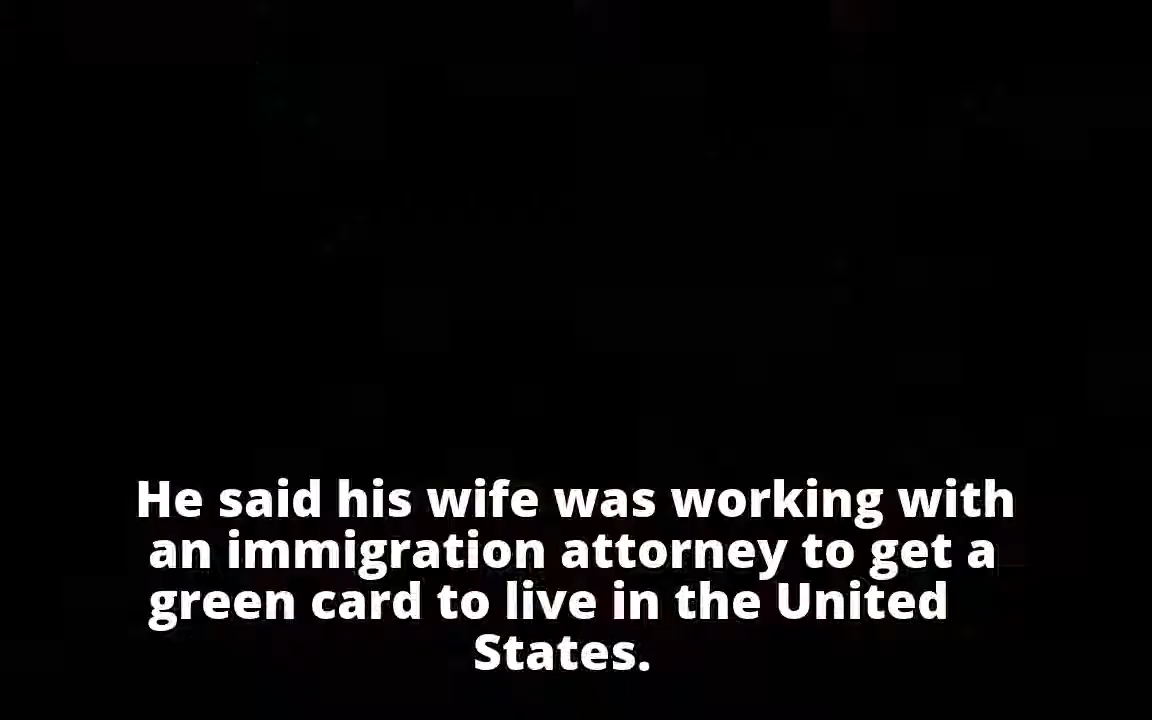 He said his wife was working with
an immigration attorney to get a
green card to live in the United
States.